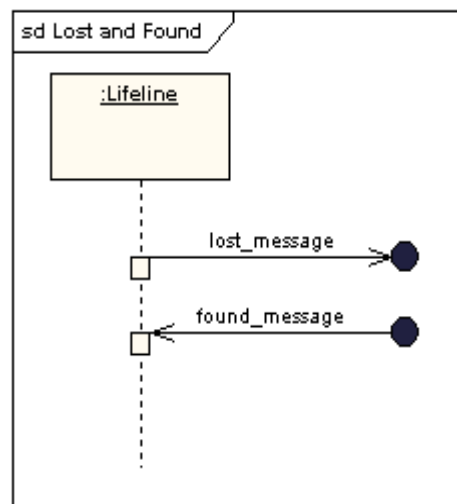 sd Lost and Found
:Lifeline
lost_message
found_message